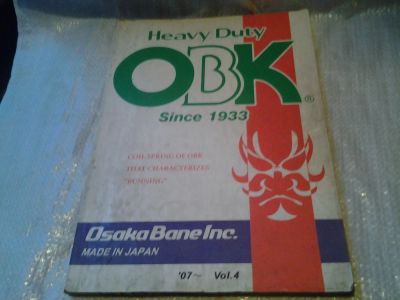 Heavy Duty
OBK®
Since 1933
COIL SPRING OF OBK
THAT CHARACTERIZES
"RUNNING"
Osaka Bane Inc.
MADE IN JAPAN
'07～ Vol.4